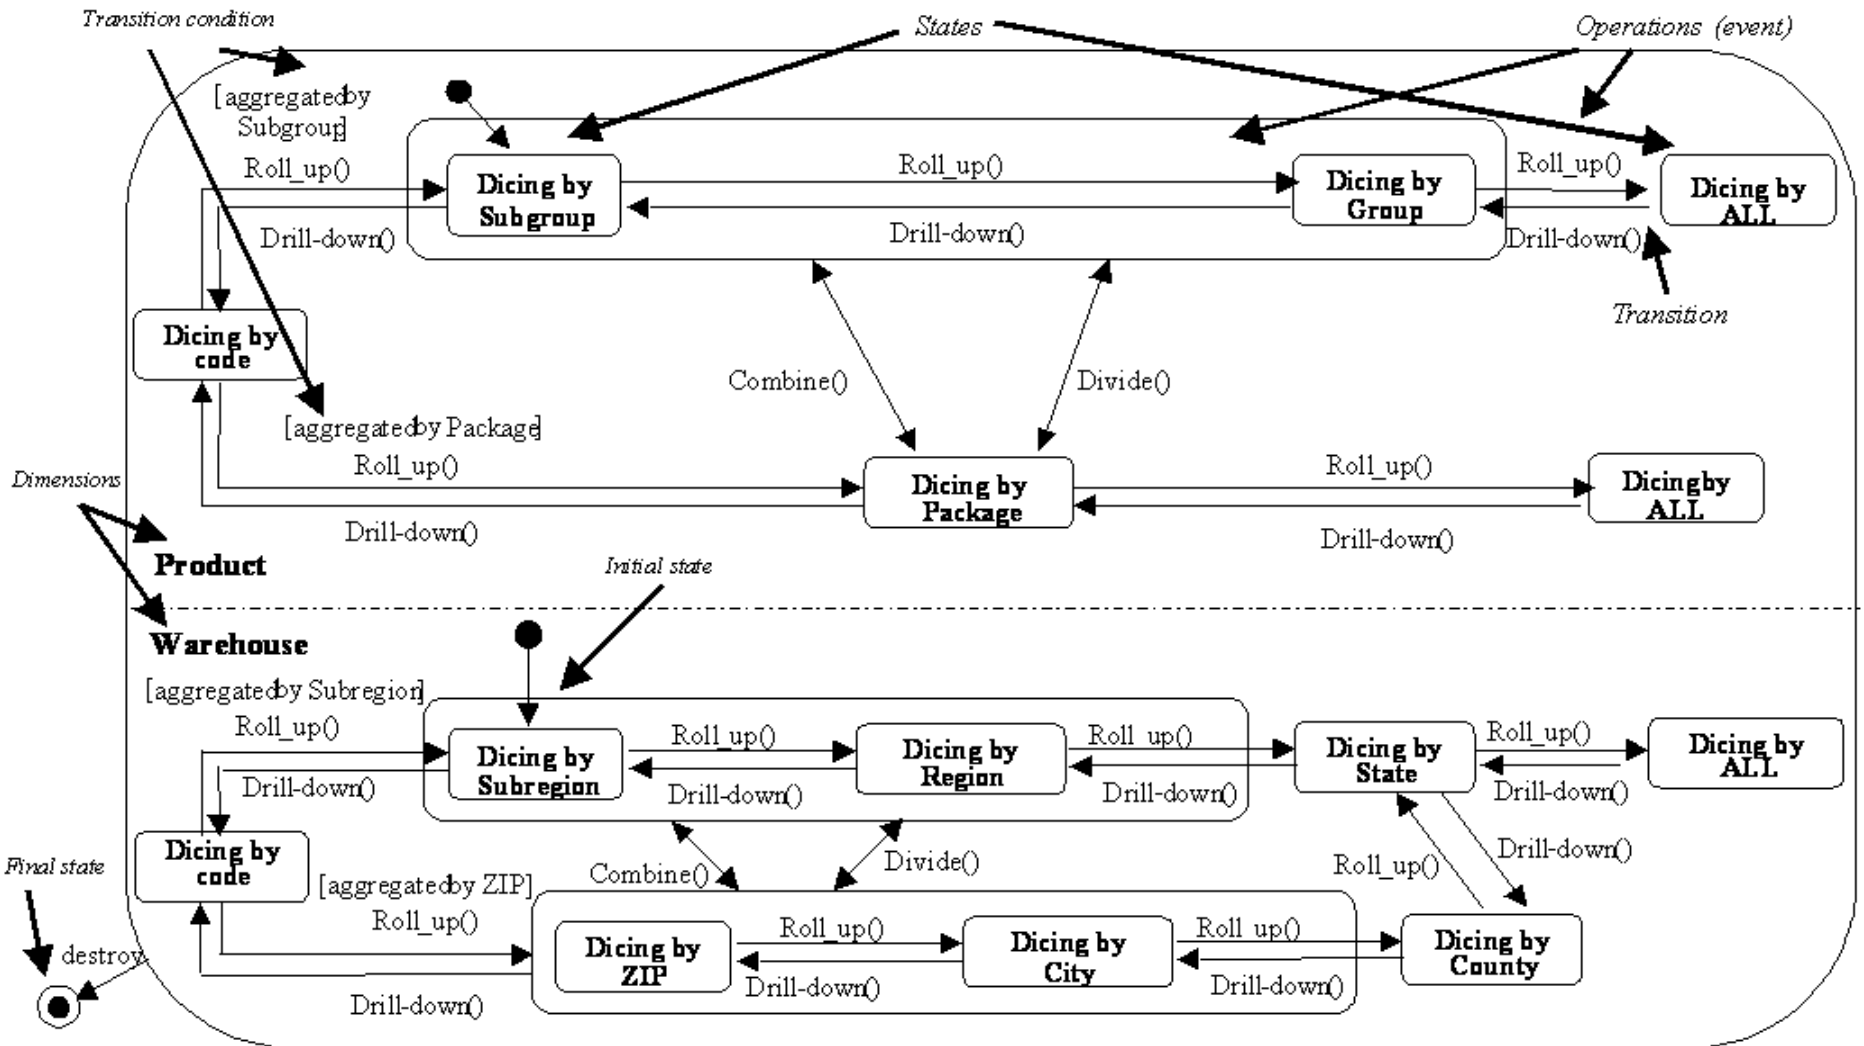 Transition condition
States
Operations (event)
[aggregated by
Subgroup]
Roll_up()
Roll_up()
Roll_up()
Dicing by
Subgroup
Dicing by
Group
Dicing by
ALL
Drill-down()
Drill-down()
Drill-down()
Transition
Dicing by
code
Combine()
Divide()
[aggregated by Package]
Roll_up()
Roll_up()
Dimensions
Dicing by
Package
Dicing by
ALL
Drill-down()
Drill-down()
Product
Initial state
Warehouse
[aggregated by Subregion]
Roll_up()
Roll_up()
Roll_up()
Roll_up()
Dicing by
Subregion
Dicing by
Region
Dicing by
State
Dicing by
ALL
Drill-down()
Drill-down()
Drill-down()
Drill-down()
Dicing by
code
Combine()
Divide()
Roll_up()
Drill-down()
Final state
[aggregated by ZIP]
Roll_up()
Roll_up()
Roll_up()
Dicing by
ZIP
Dicing by
City
Dicing by
County
destroy
Drill-down()
Drill-down()
Drill-down()